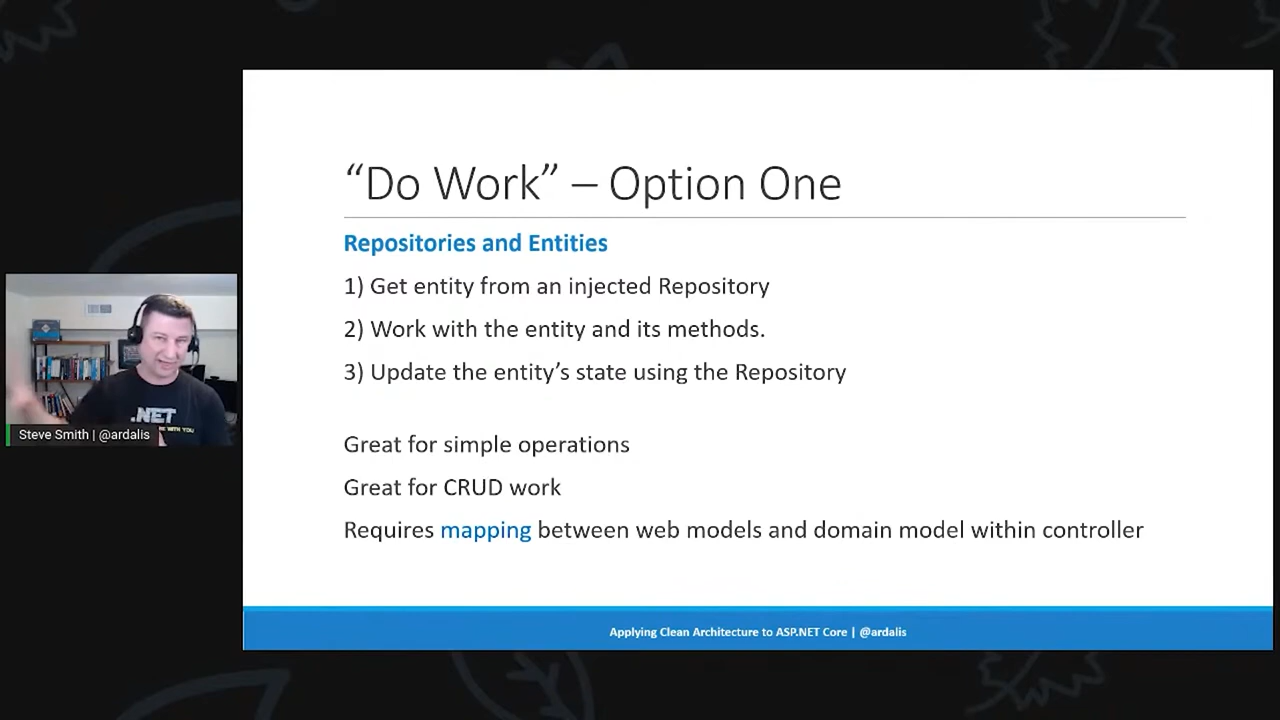 “Do Work” – Option One
Repositories and Entities
1) Get entity from an injected Repository
2) Work with the entity and its methods.
3) Update the entity’s state using the Repository
Great for simple operations
Great for CRUD work
Requires mapping between web models and domain model within controller
Applying Clean Architecture to ASP.NET Core | @ardalis
.NET
WITH YOU
Steve Smith | @ardalis